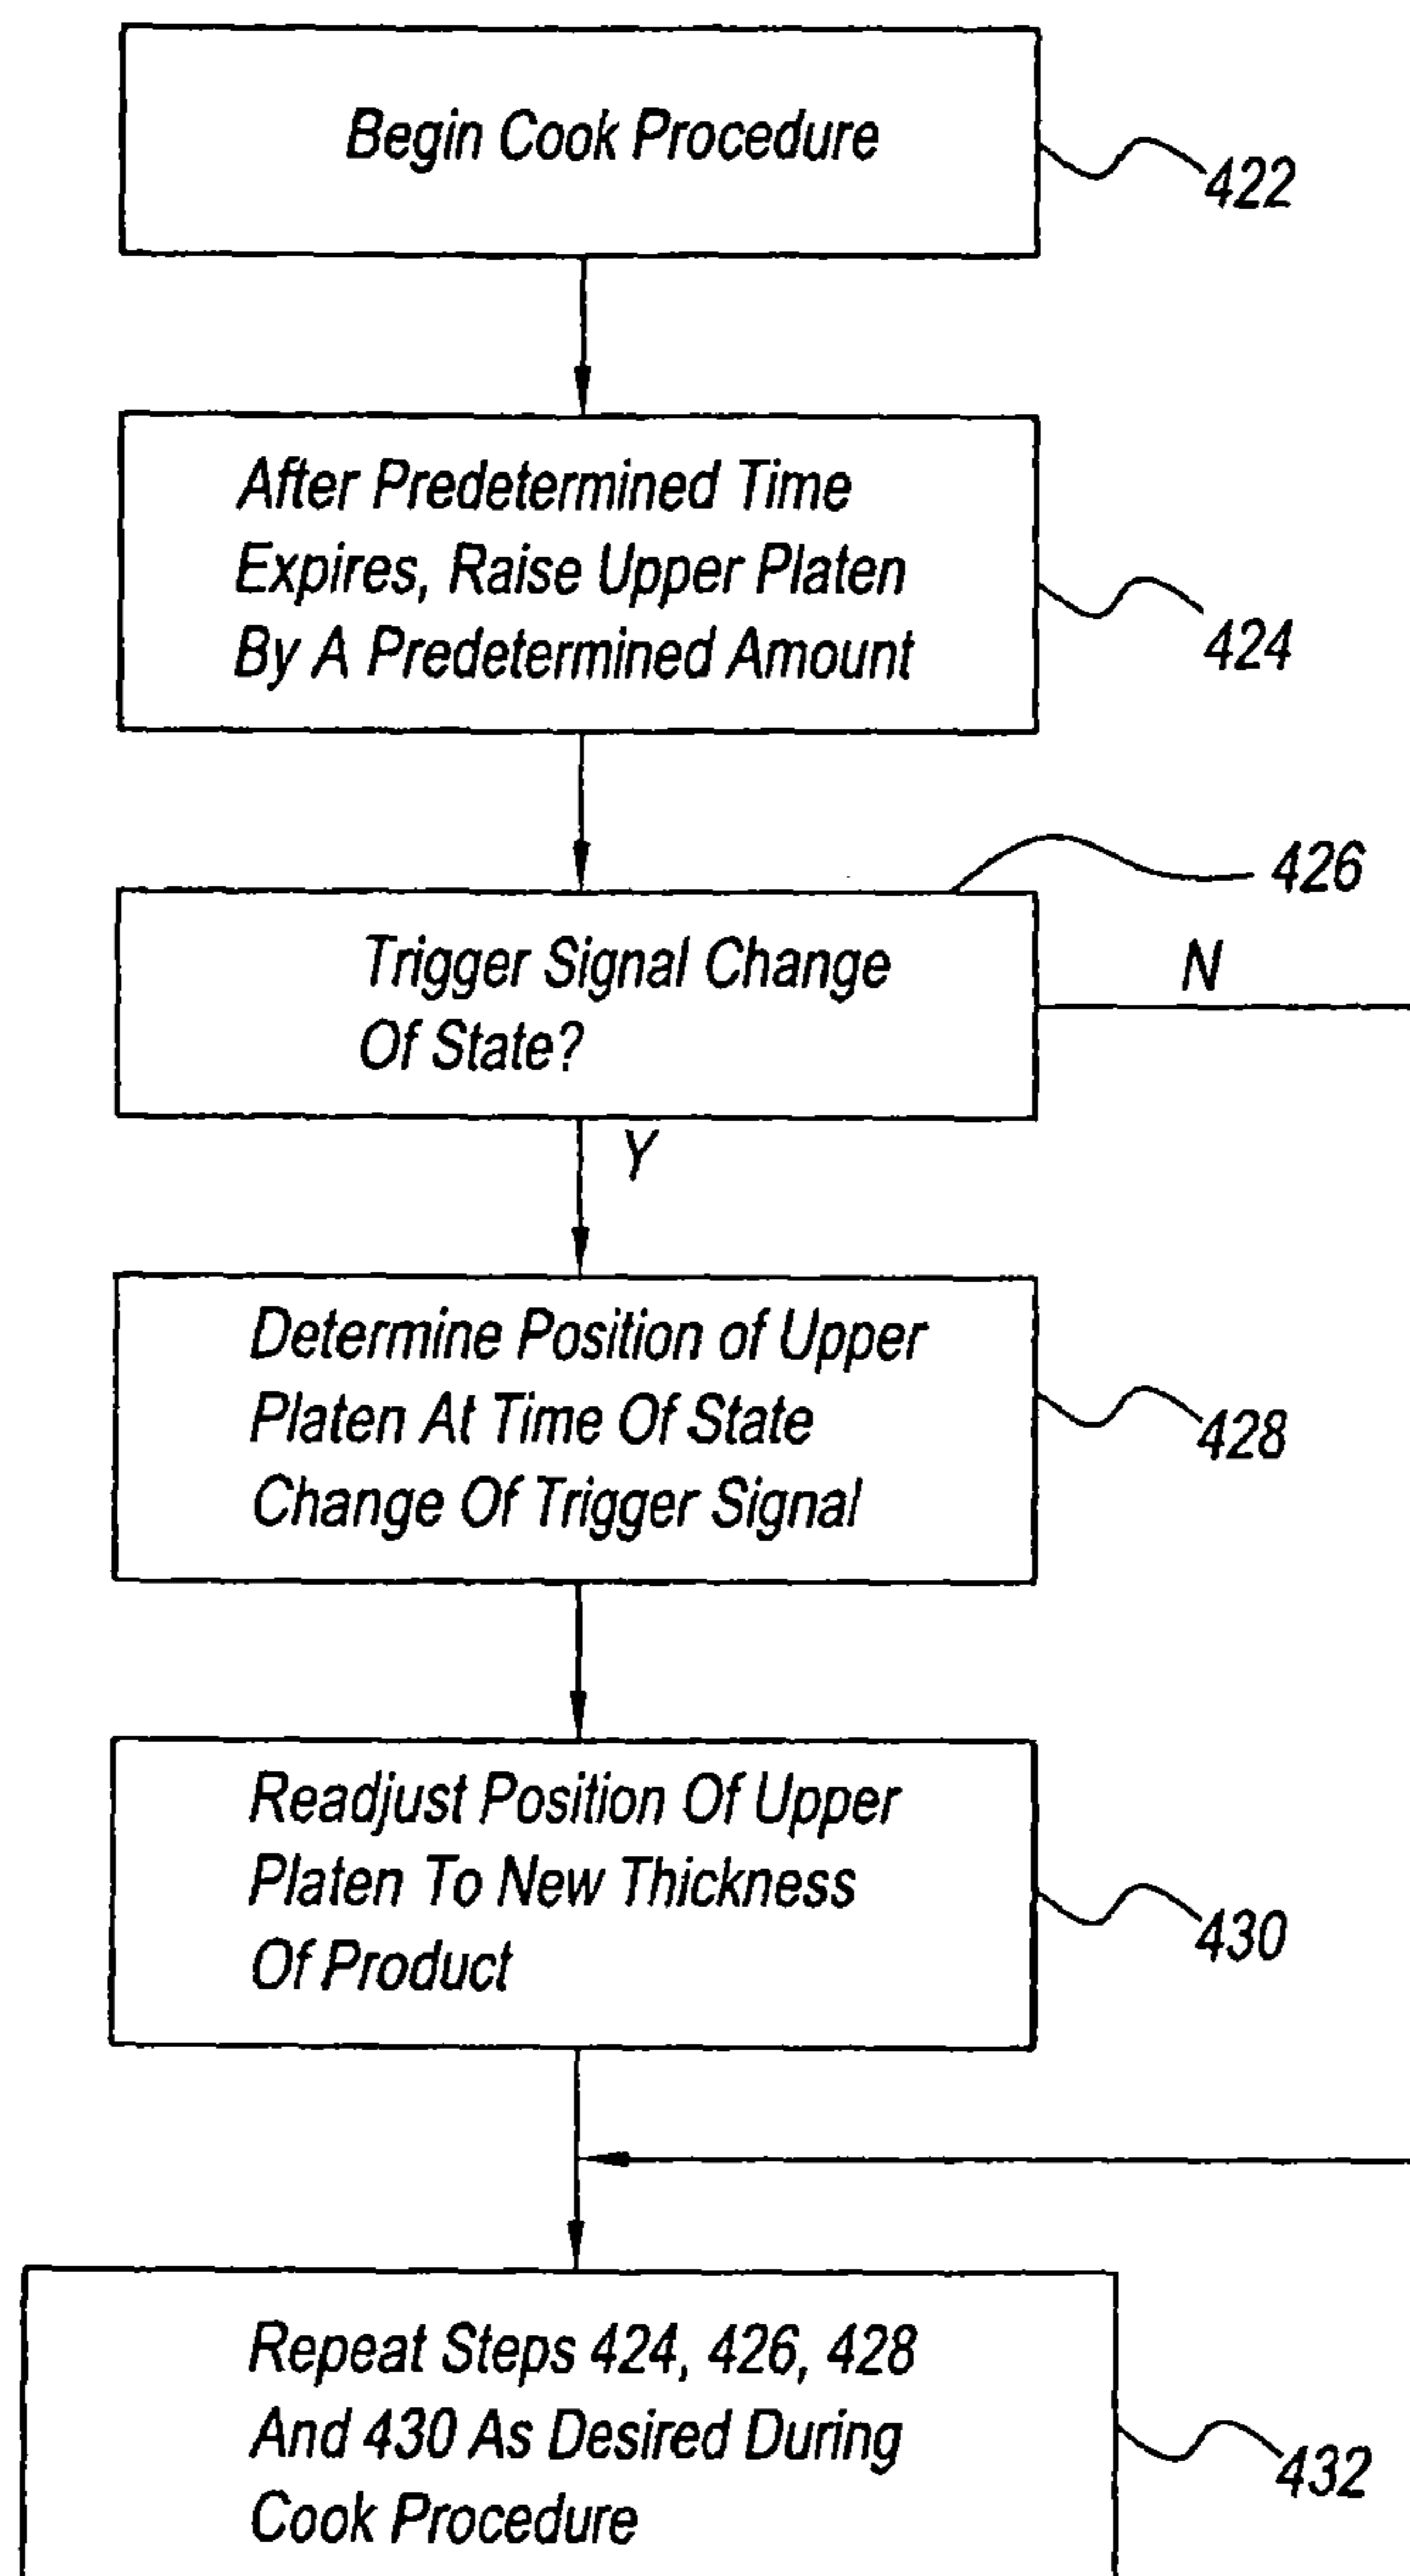 Begin Cook Procedure
422
After Predetermined Time
Expires, Raise Upper Platen
By A Predetermined Amount
424
426
Trigger Signal Change
Of State?
N
Y
Determine Position of Upper
Platen At Time Of State
Change Of Trigger Signal
428
Readjust Position Of Upper
Platen To New Thickness
Of Product
430
Repeat Steps 424, 426, 428
And 430 As Desired During
Cook Procedure
432